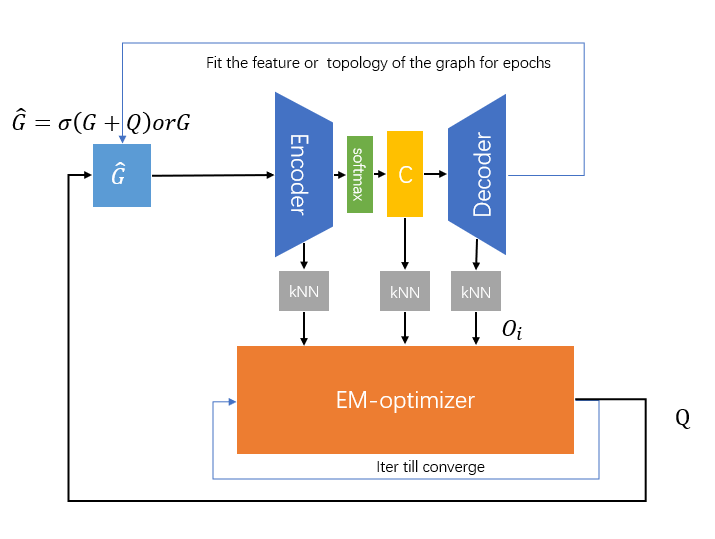 Fit the feature or topology of the graph for epochs
Ĝ = σ(G + Q)orG
Ĝ
Encoder
softmax
C
Decoder
kNN
kNN
kNN
Oᵢ
EM-optimizer
Q
Iter till converge